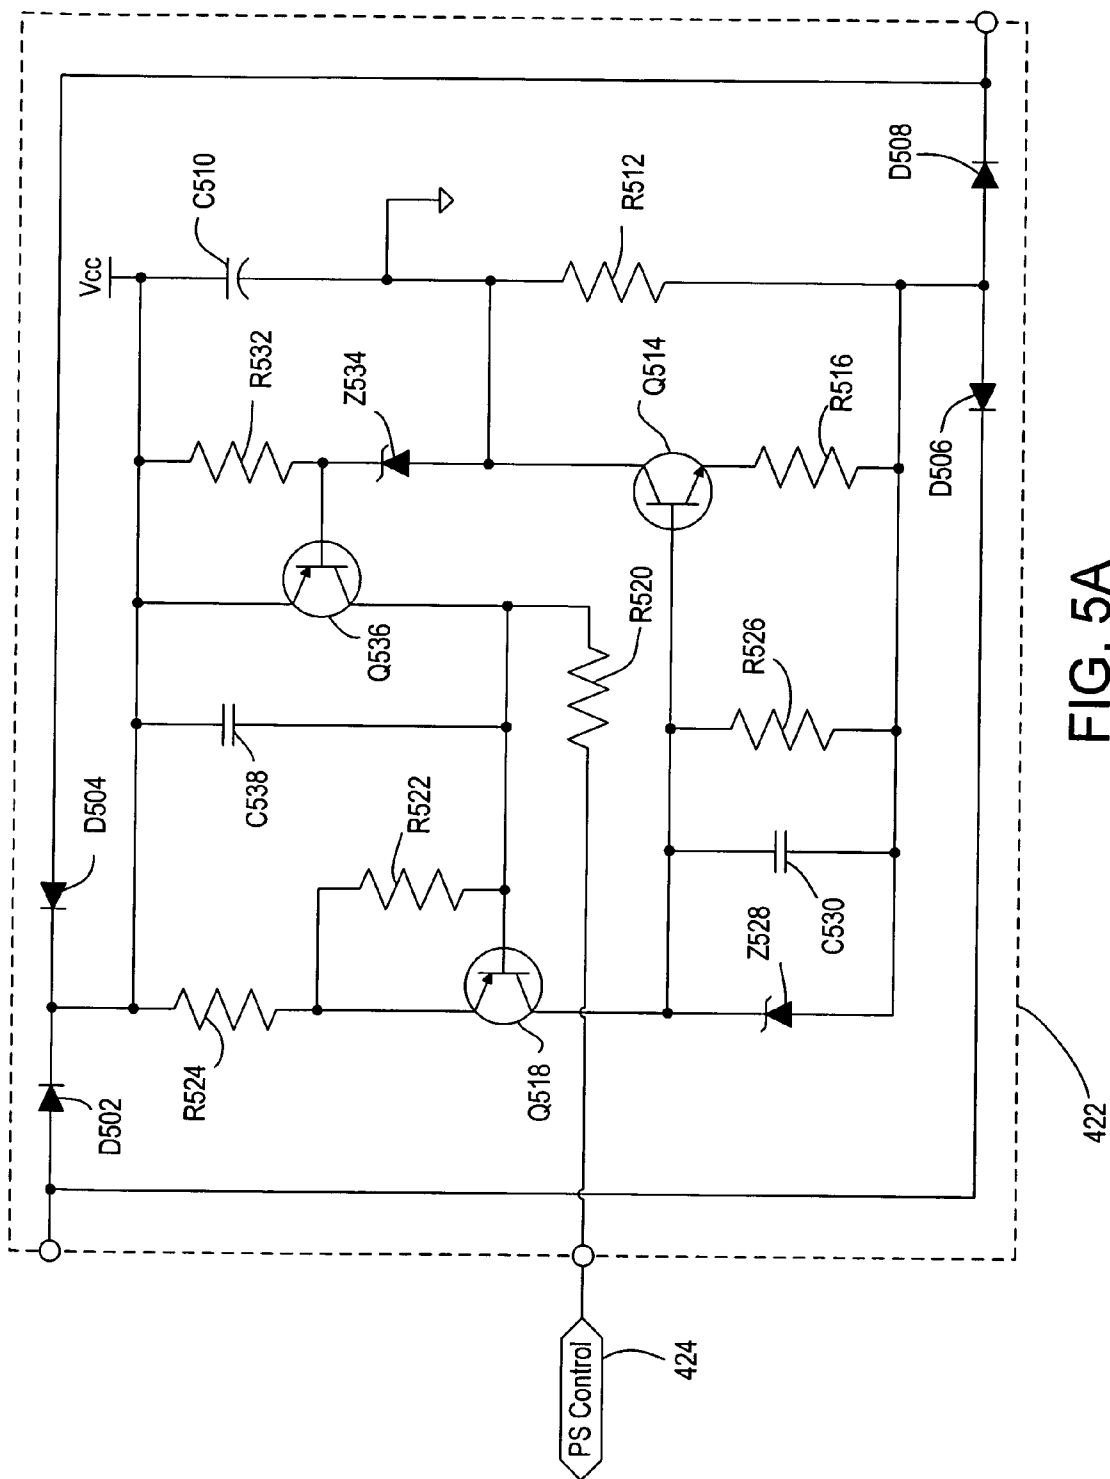 D502
D504
R524
C538
R532
Vcc
C510
R522
Q536
Z534
Q518
R520
R512
PS Control
424
Q514
Z528
C530
R526
R516
D506
D508
422
FIG. 5A